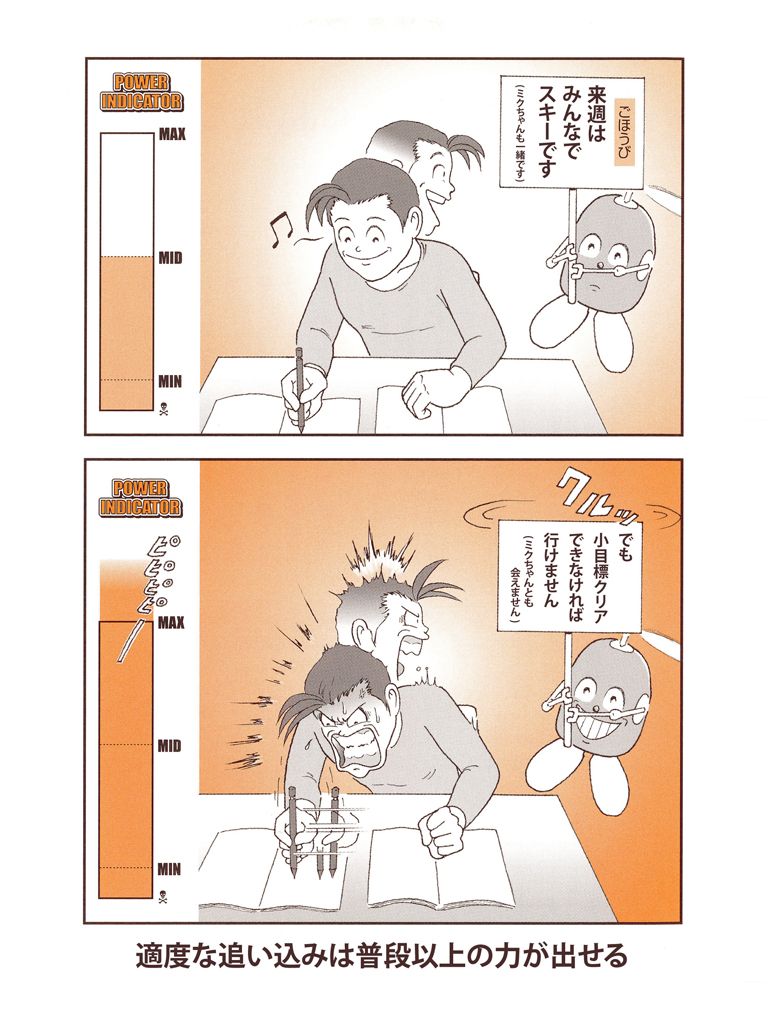 POWER
INDICATOR
MAX
MID
MIN
ごほうび
来週は
みんなで
スキーです
(ミクちゃんも一緒です)
POWER
INDICATOR
ピピピピ
MAX
MID
MIN
クルッ
でも
小目標クリア
できなければ
行けません
(ミクちゃんとも
会えません)
適度な追い込みは普段以上の力が出せる